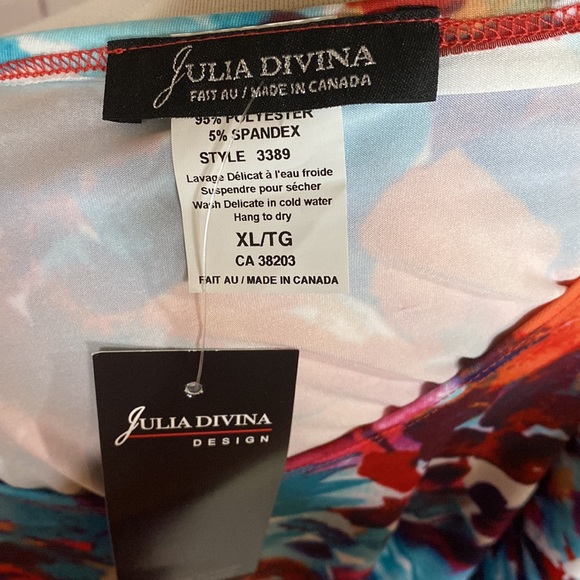 JULIA DIVINA
FAIT AU / MADE IN CANADA
95% POLYESTER
5% SPANDEX
STYLE 3389
Lavage Délicat à l'eau froide
Suspendre pour sécher
Wash Delicate in cold water
Hang to dry
XL/TG
CA 38203
FAIT AU / MADE IN CANADA
JULIA DIVINA
DESIGN